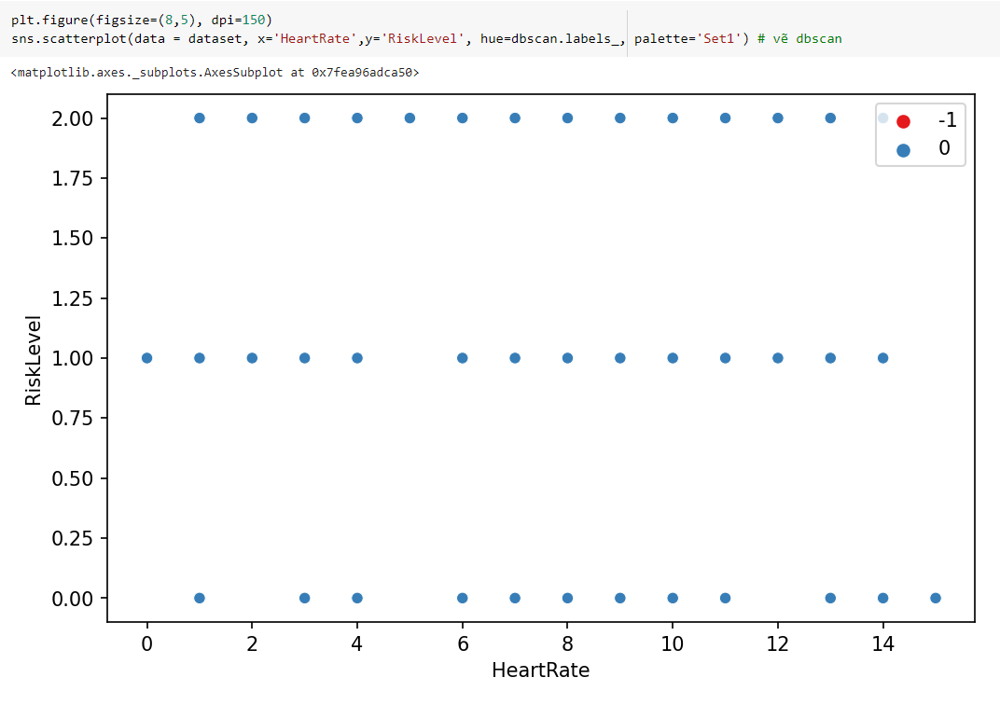 plt.figure(figsize=(8,5), dpi=150)
sns.scatterplot(data = dataset, x='HeartRate',y='RiskLevel', hue=dbscan.labels_, palette='Set1') # vẽ dbscan
<matplotlib.axes._subplots.AxesSubplot at 0x7fea96adca50>
-1
0
2.00
1.75
1.50
1.25
1.00
0.75
0.50
0.25
0.00
RiskLevel
0 2 4 6 8 10 12 14
HeartRate